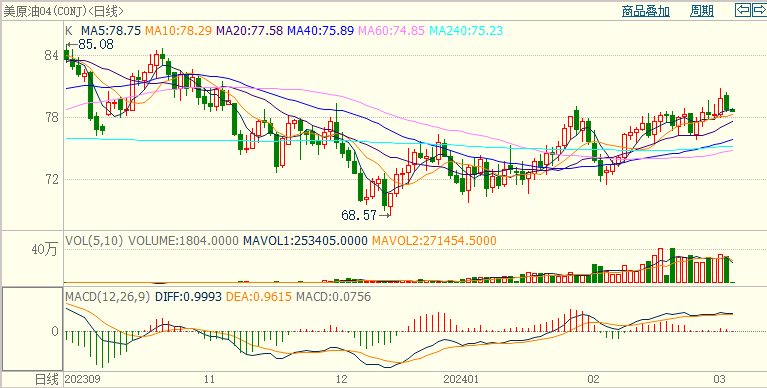 美原油04(CONJ)<日线> 商品叠加 周期
K MA5:78.75 MA10:78.29 MA20:77.58 MA40:75.89 MA60:74.85 MA240:75.23
85.08
84
78
72
68.57
VOL(5,10) VOLUME:1804.0000 MAVOL1:253405.0000 MAVOL2:271454.5000
40万
MACD(12,26,9) DIFF:0.9993 DEA:0.9615 MACD:0.0756
0
日线 202309 11 12 202401 02 03